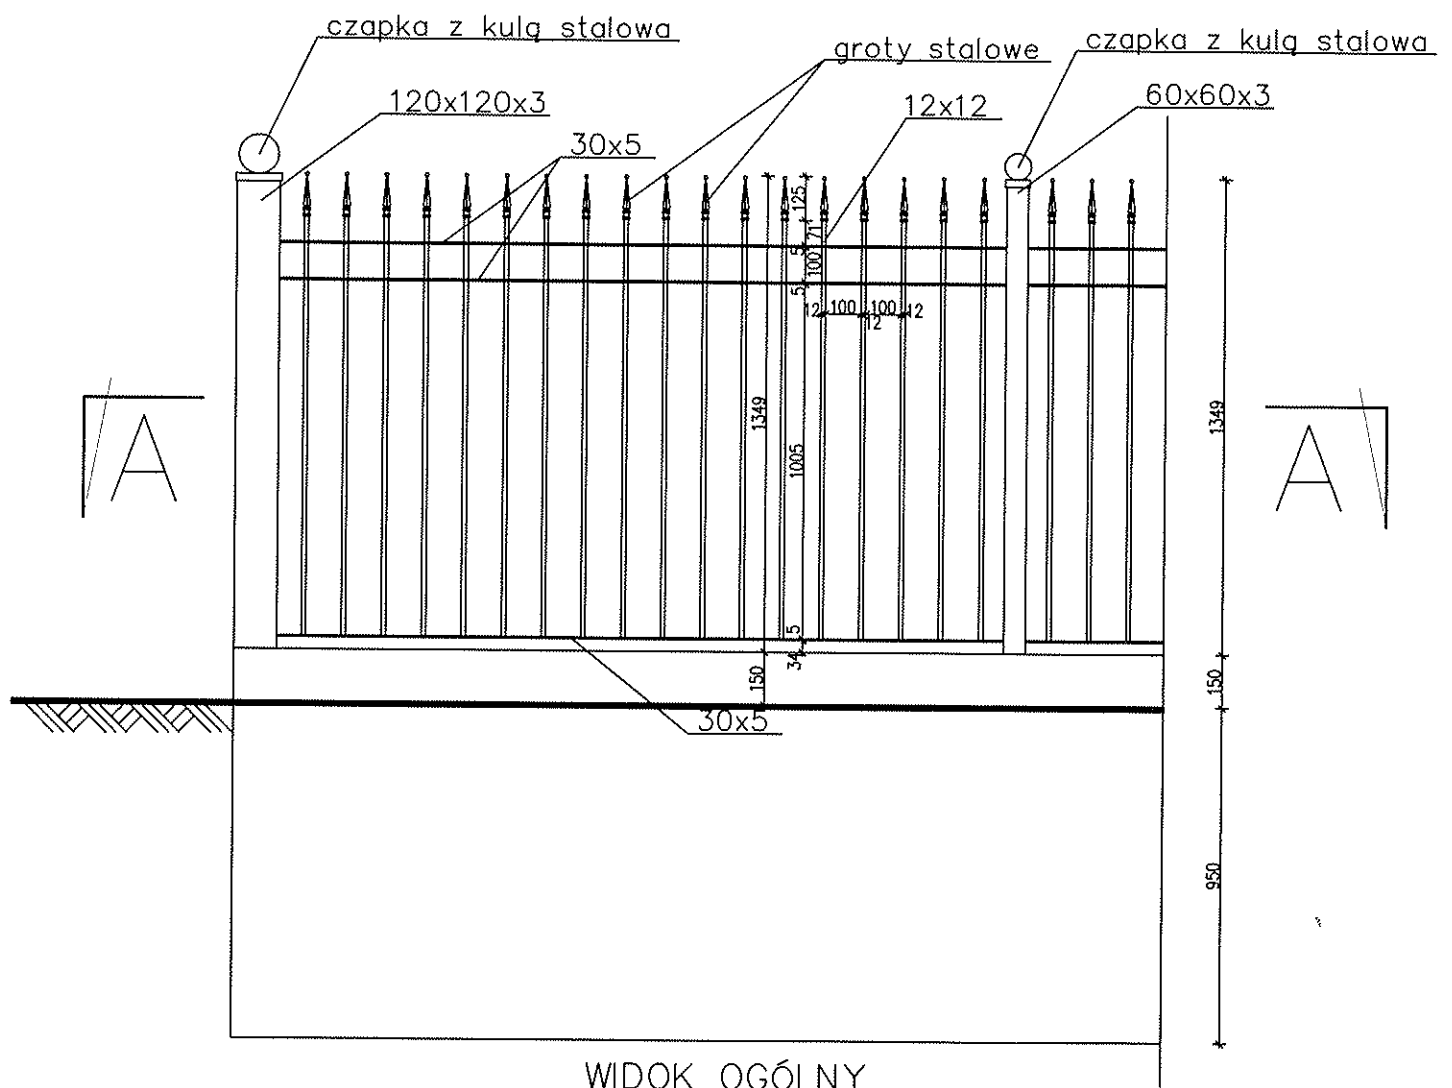 czapka z kulą stalowa
groty stalowe
czapka z kulą stalowa
120x120x3
30x5
12x12
60x60x3
125
71
5
100
5
12 100 100 12
12
1349
1005
1349
A
A
5
34
150
150
30x5
950
WIDOK OGÓLNY